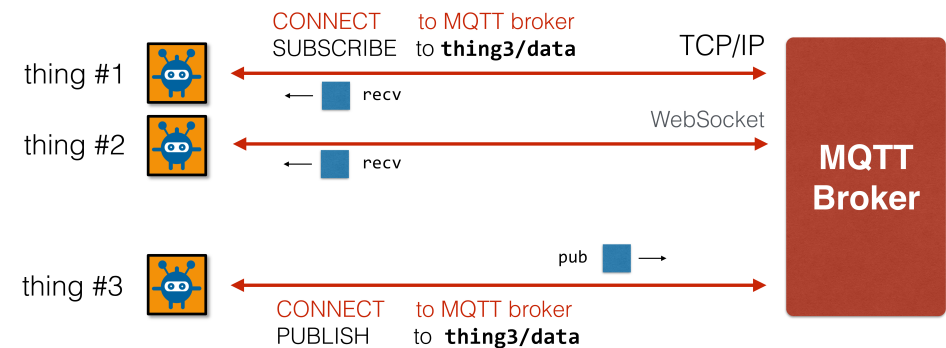 CONNECT to MQTT broker
SUBSCRIBE to thing3/data
TCP/IP
thing #1
recv
WebSocket
thing #2
recv
MQTT
Broker
pub
thing #3
CONNECT to MQTT broker
PUBLISH to thing3/data